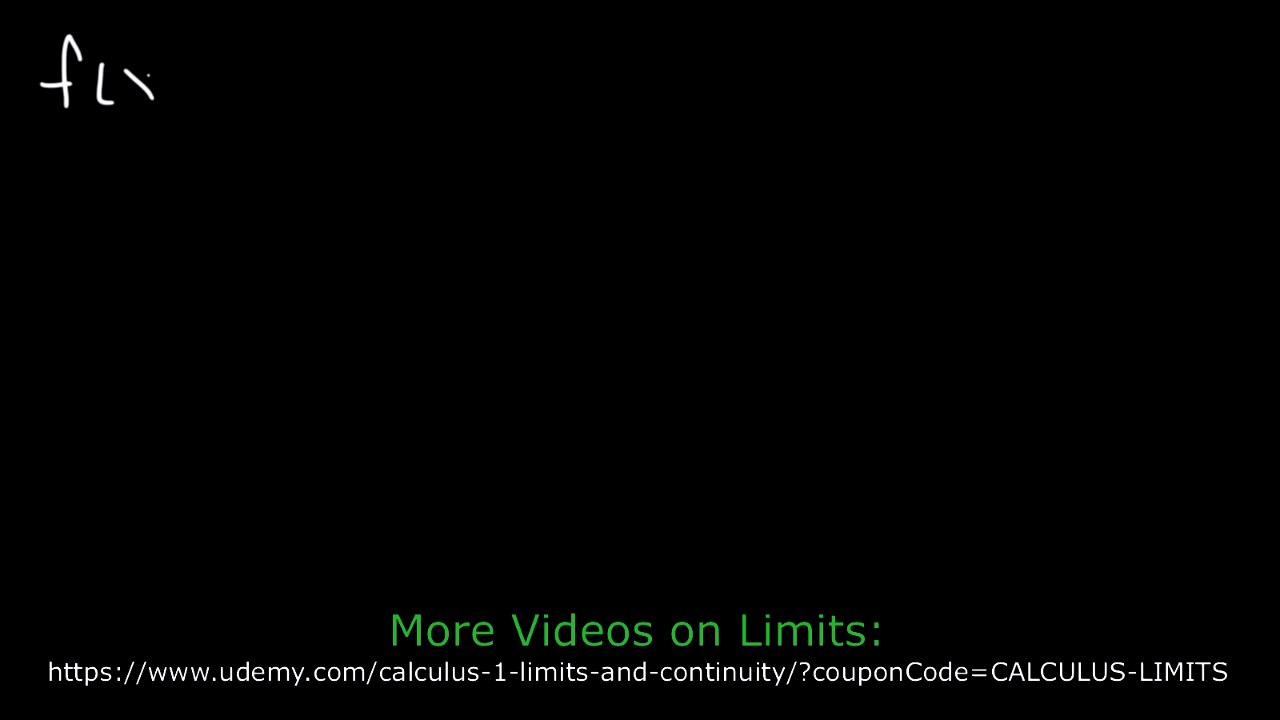 f(x
More Videos on Limits:
https://www.udemy.com/calculus-1-limits-and-continuity/?couponCode=CALCULUS-LIMITS